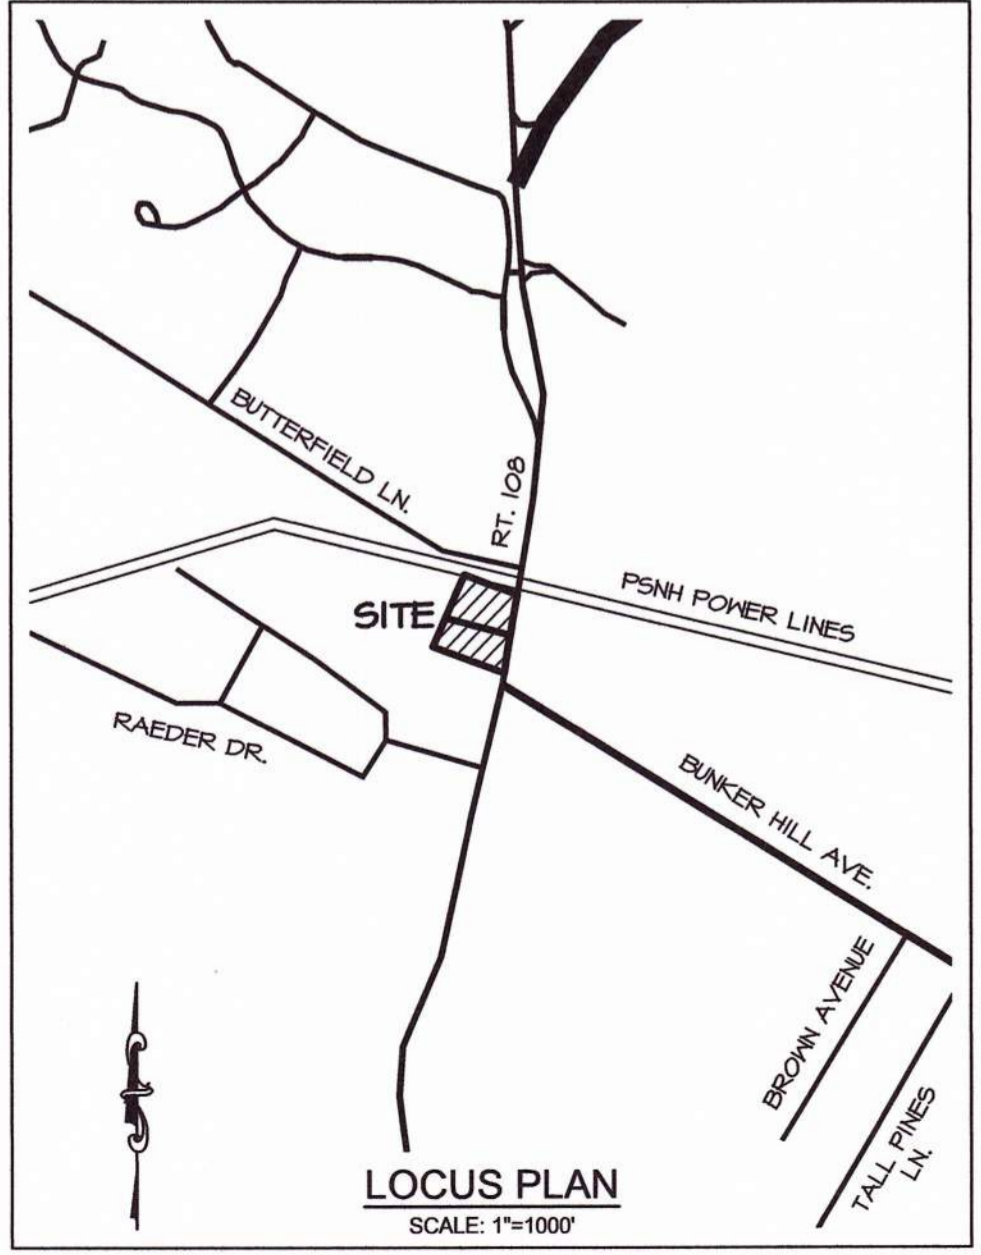 BUTTERFIELD LN.
RT. 108
PSNH POWER LINES
SITE
RAEDER DR.
BUNKER HILL AVE.
BROWN AVENUE
TALL PINES
LN.
LOCUS PLAN
SCALE: 1"=1000'